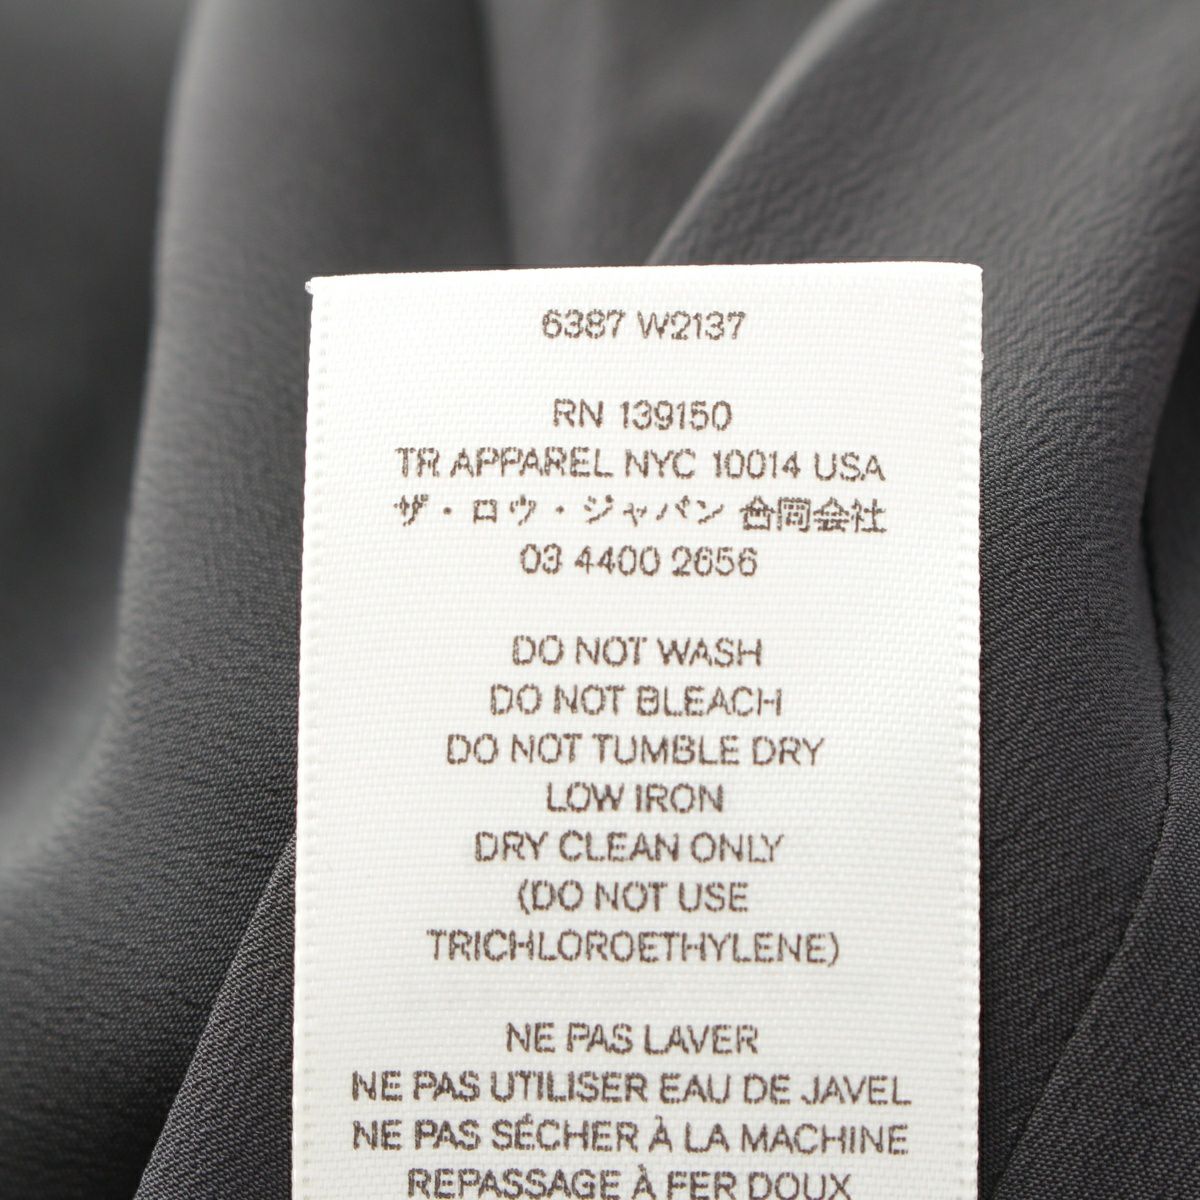 6387 W2137
RN 139150
TR APPAREL NYC 10014 USA
ザ・ロウ・ジャパン 合同会社
03 4400 2656
DO NOT WASH
DO NOT BLEACH
DO NOT TUMBLE DRY
LOW IRON
DRY CLEAN ONLY
(DO NOT USE
TRICHLOROETHYLENE)
NE PAS LAVER
NE PAS UTILISER EAU DE JAVEL
NE PAS SÉCHER À LA MACHINE
REPASSAGE À FER DOUX